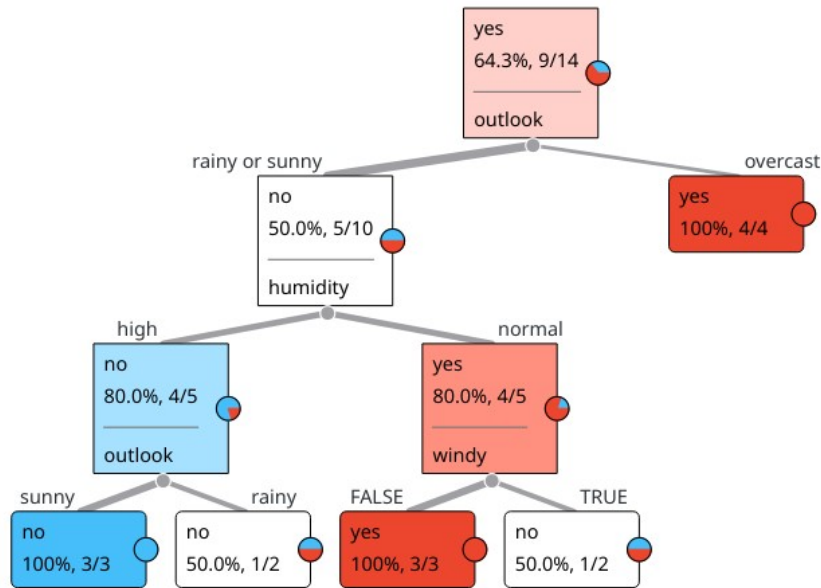 yes
64.3%, 9/14
outlook
rainy or sunny
overcast
no
50.0%, 5/10
humidity
yes
100%, 4/4
high
normal
no
80.0%, 4/5
outlook
yes
80.0%, 4/5
windy
sunny
rainy
FALSE
TRUE
no
100%, 3/3
no
50.0%, 1/2
yes
100%, 3/3
no
50.0%, 1/2